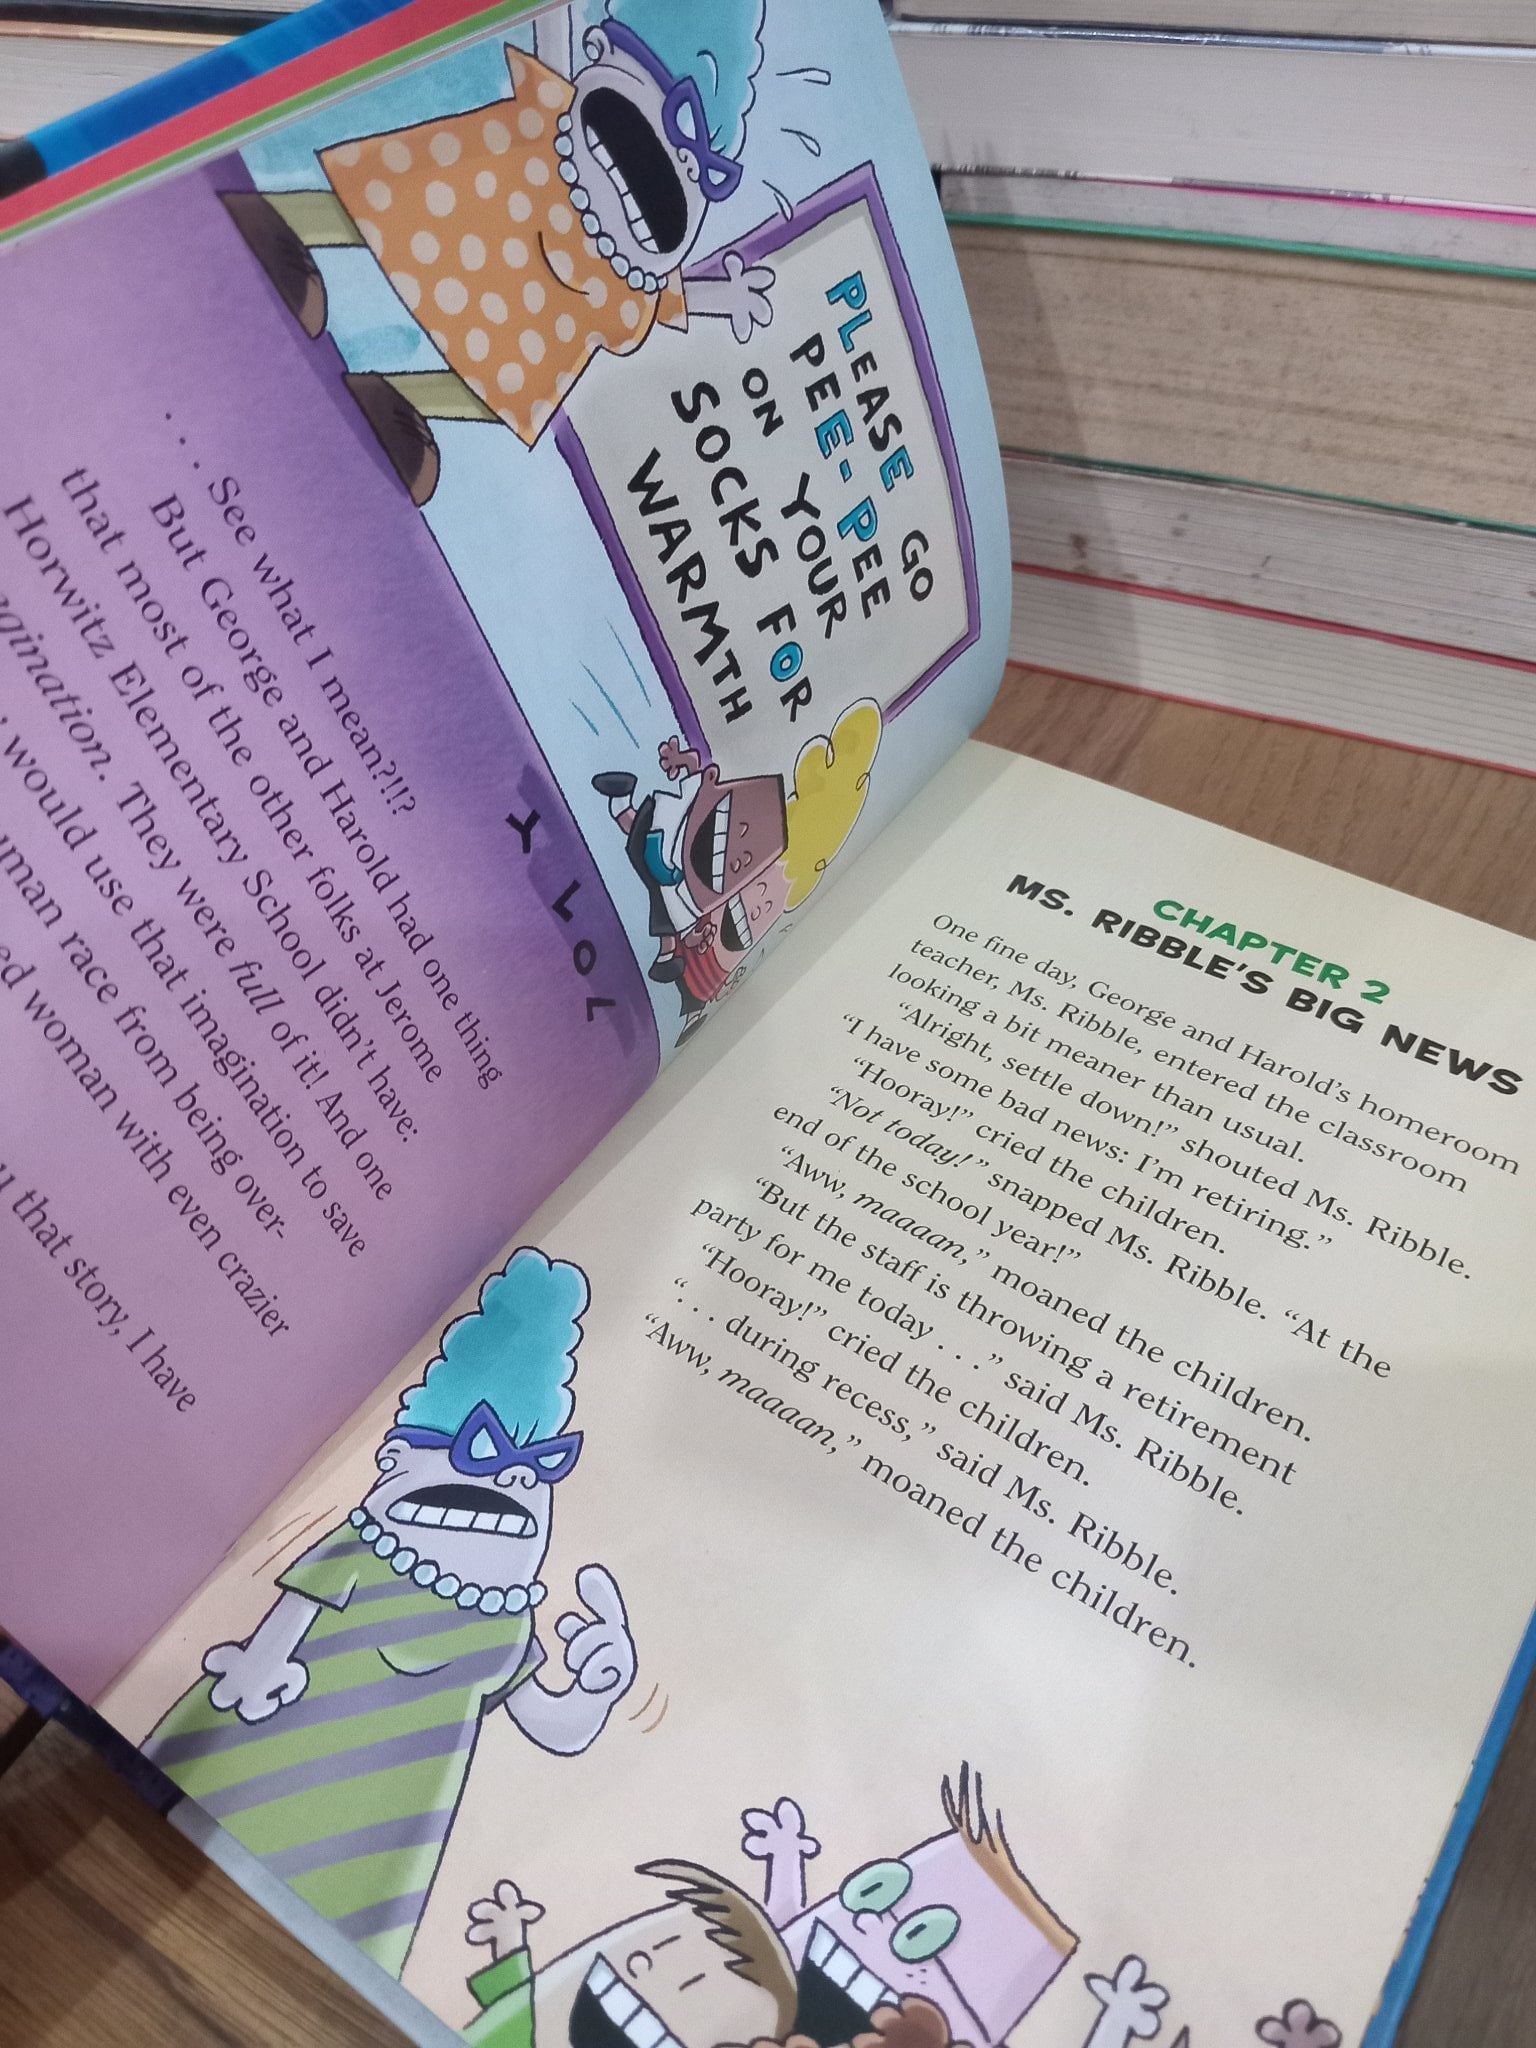 PLEASE GO
PEE-PEE
ON YOUR
SOCKS FOR
WARMTH
Y L O L
. . . See what I mean?!!?
But George and Harold had one thing
that most of the other folks at Jerome
Horwitz Elementary School didn't have:
They were full of it! And one
would use that imagination to save
race from being over-
woman with even crazier
that story, I have
CHAPTER 2
MS. RIBBLE'S BIG NEWS
One fine day, George and Harold's homeroom
teacher, Ms. Ribble, entered the classroom
looking a bit meaner than usual.
"Alright, settle down!" shouted Ms. Ribble.
"I have some bad news: I'm retiring."
"Hooray!" cried the children.
"Not today!" snapped Ms. Ribble. "At the
end of the school year!"
"Aww, maaaan," moaned the children.
"But the staff is throwing a retirement
party for me today . . ." said Ms. Ribble.
"Hooray!" cried the children.
". . . during recess," said Ms. Ribble.
"Aww, maaaan," moaned the children.